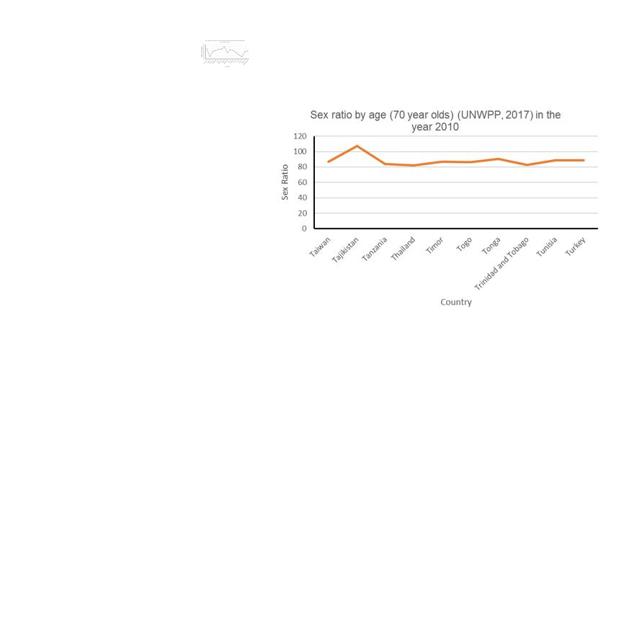 Sex ratio by age (70 year olds) (UNWPP, 2017) in the
year 2010
120
100
80
60
40
20
0
Sex Ratio
Taiwan
Tajikistan
Tanzania
Thailand
Timor
Togo
Tonga
Trinidad and Tobago
Tunisia
Turkey
Country